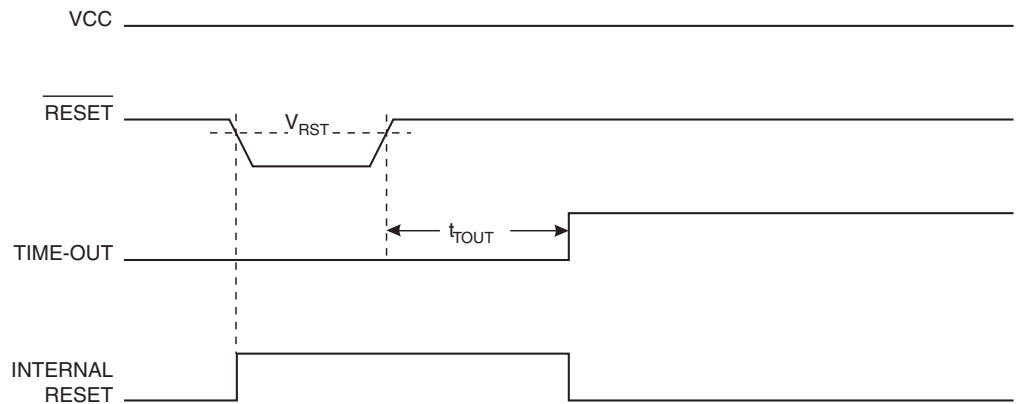 VCC
RESET
VRST
tTOUT
TIME-OUT
INTERNAL
RESET